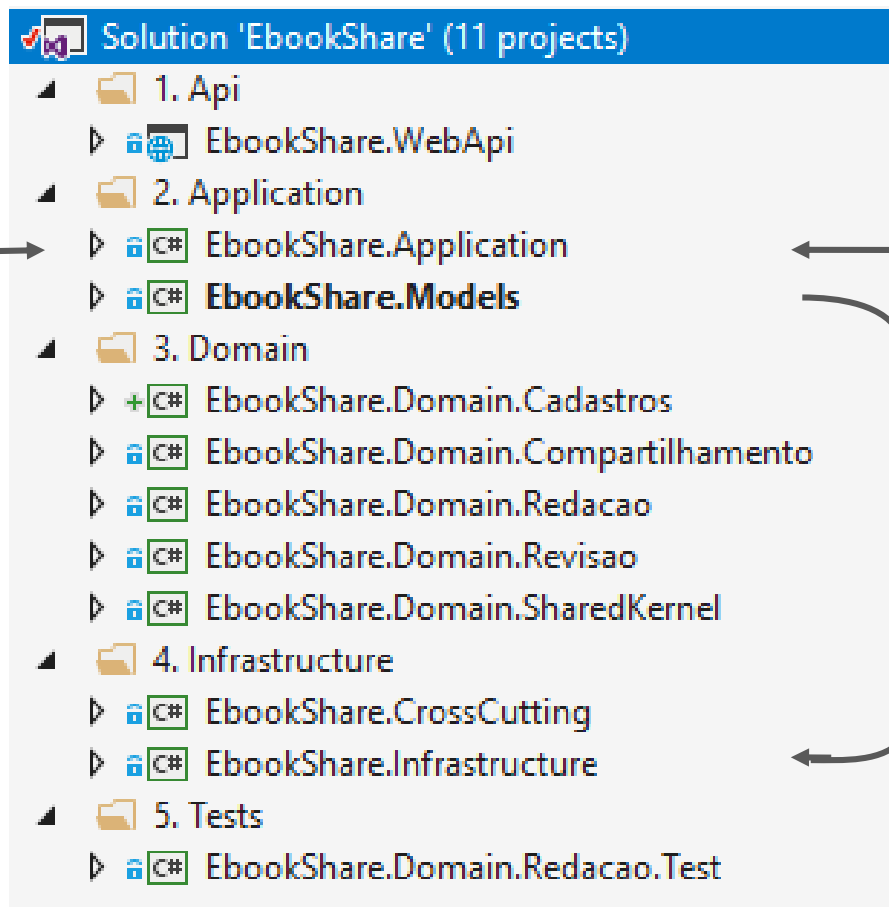 Solution 'EbookShare' (11 projects)
1. Api
EbookShare.WebApi
2. Application
C# EbookShare.Application
C# EbookShare.Models
3. Domain
C# EbookShare.Domain.Cadastros
C# EbookShare.Domain.Compartilhamento
C# EbookShare.Domain.Redacao
C# EbookShare.Domain.Revisao
C# EbookShare.Domain.SharedKernel
4. Infrastructure
C# EbookShare.CrossCutting
C# EbookShare.Infrastructure
5. Tests
C# EbookShare.Domain.Redacao.Test